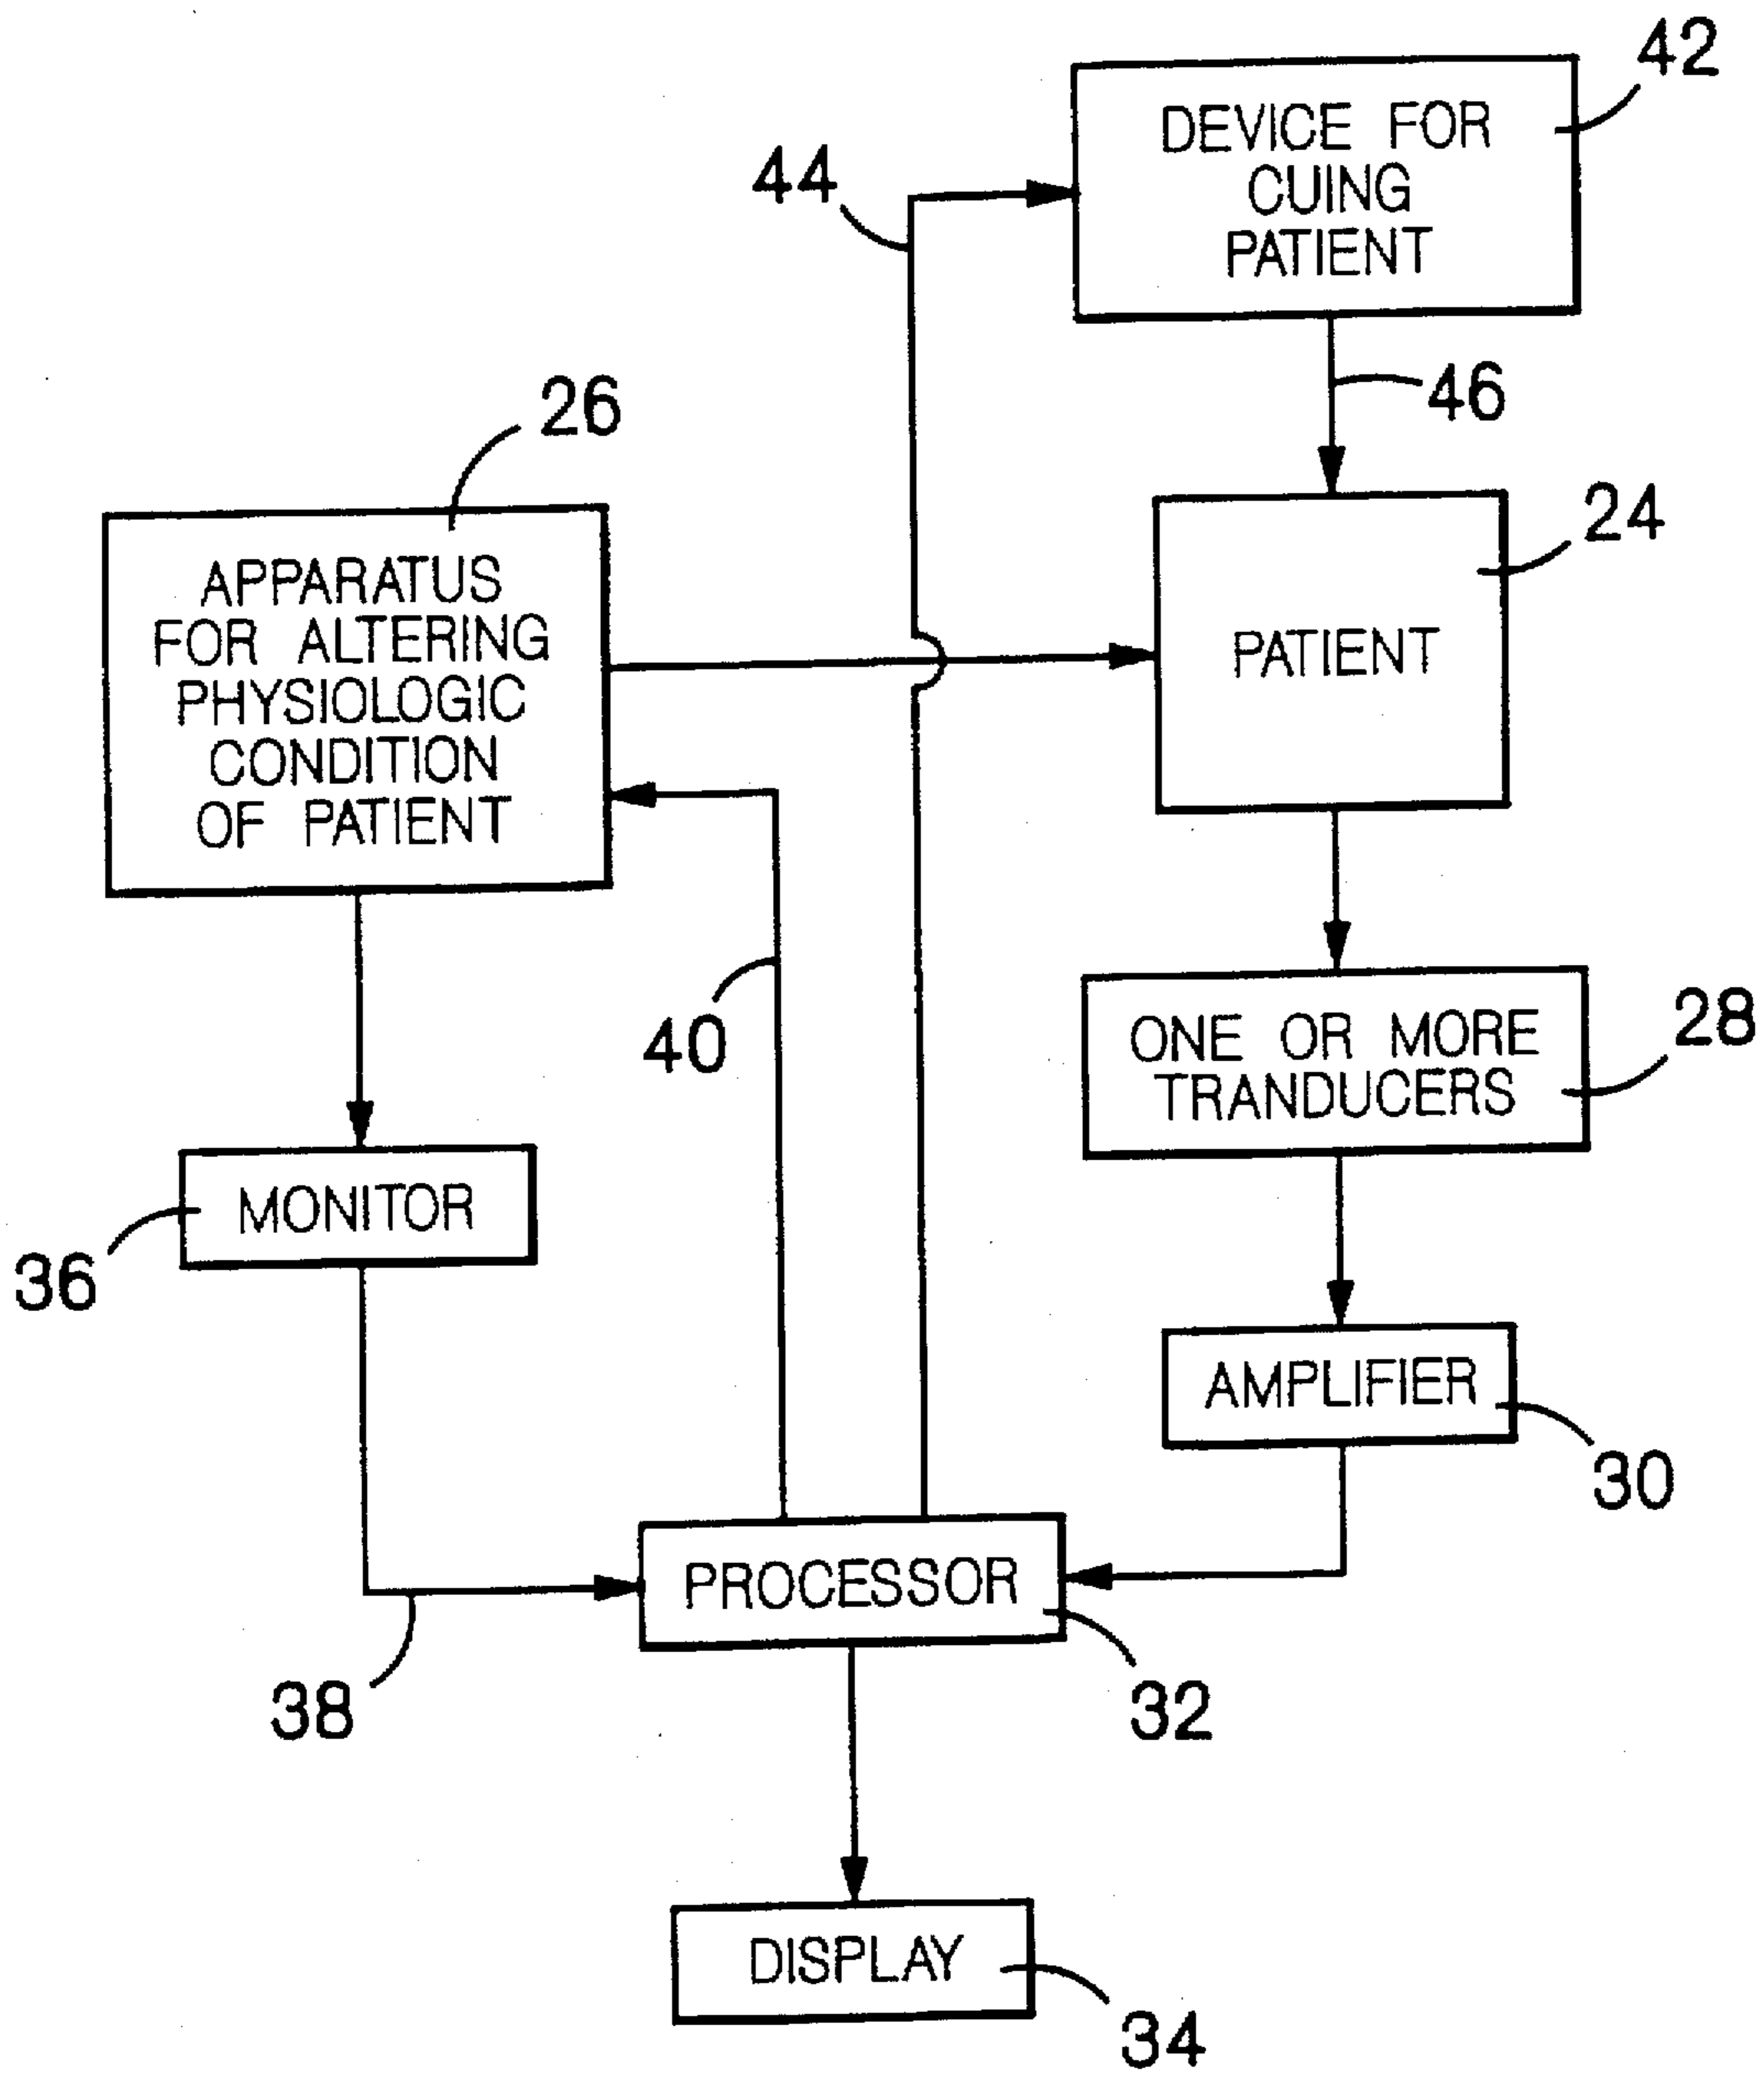 42
DEVICE FOR
CUING
PATIENT
44
46
26
24
APPARATUS
FOR ALTERING
PHYSIOLOGIC
CONDITION
OF PATIENT
PATIENT
40
28
ONE OR MORE
TRANDUCERS
MONITOR
36
AMPLIFIER
30
PROCESSOR
38
32
DISPLAY
34